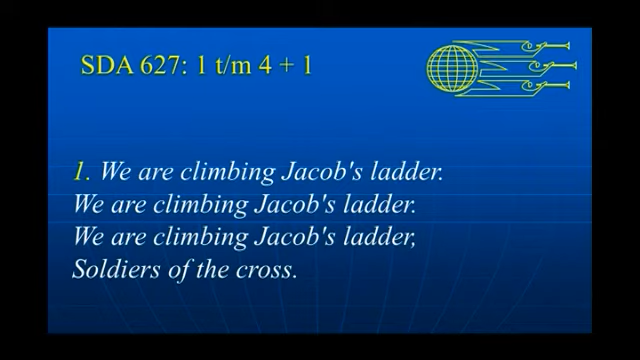 SDA 627: 1 t/m 4 + 1
1. We are climbing Jacob's ladder.
We are climbing Jacob's ladder.
We are climbing Jacob's ladder,
Soldiers of the cross.